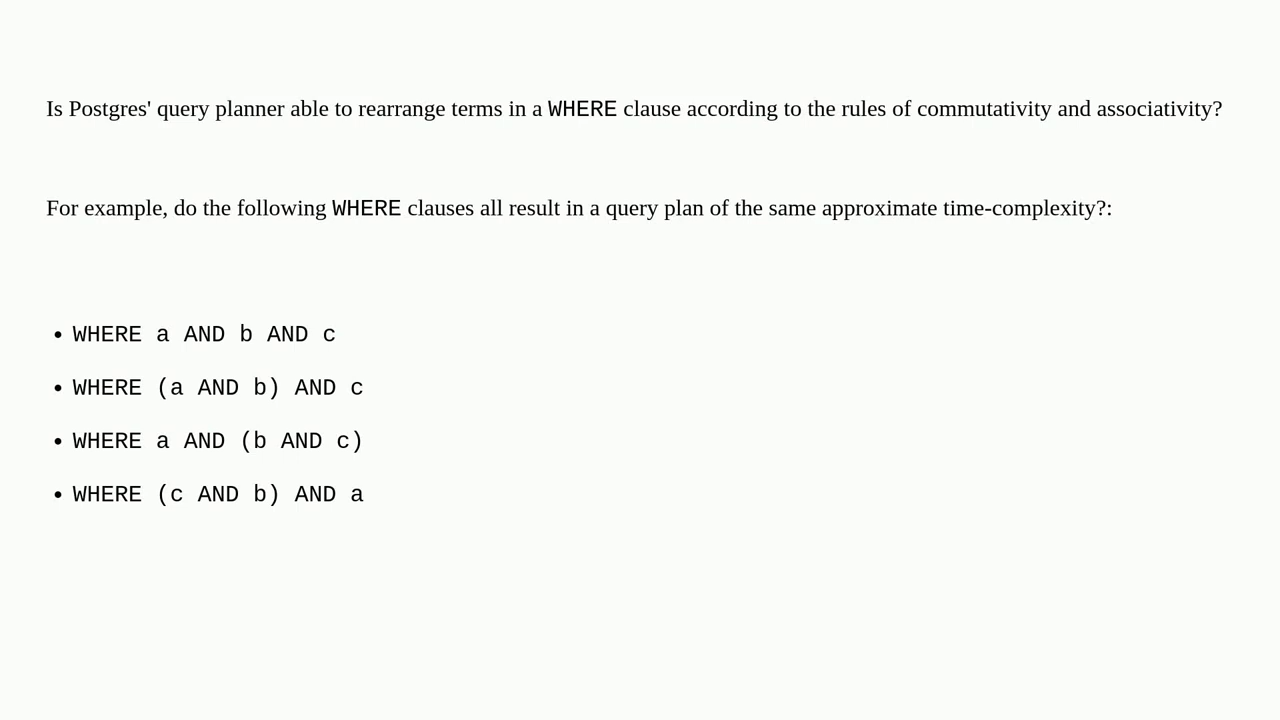 Is Postgres' query planner able to rearrange terms in a WHERE clause according to the rules of commutativity and associativity?
For example, do the following WHERE clauses all result in a query plan of the same approximate time-complexity?:
• WHERE a AND b AND c
• WHERE (a AND b) AND c
• WHERE a AND (b AND c)
• WHERE (c AND b) AND a